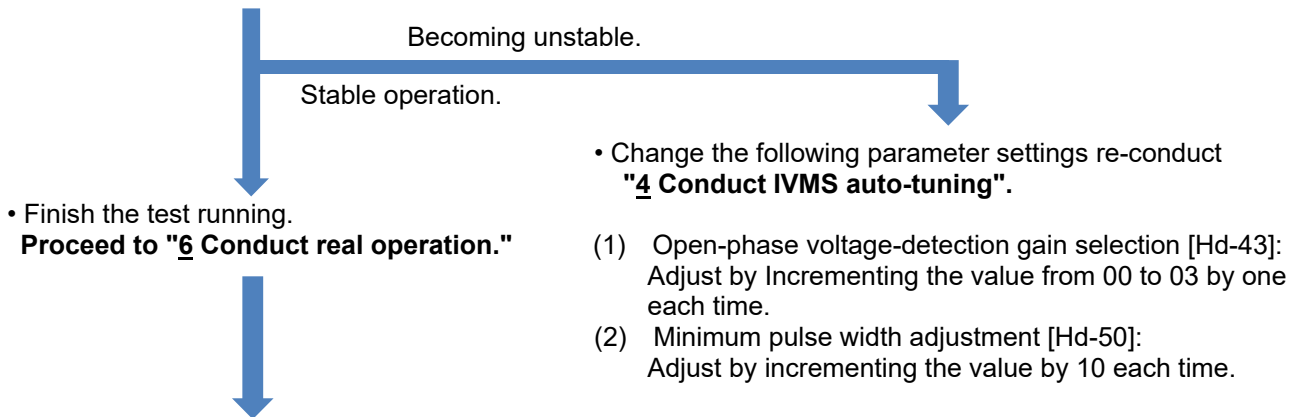 Becoming unstable.
Stable operation.
• Finish the test running.
Proceed to "6 Conduct real operation."
• Change the following parameter settings re-conduct
"4 Conduct IVMS auto-tuning".
(1) Open-phase voltage-detection gain selection [Hd-43]:
Adjust by Incrementing the value from 00 to 03 by one
each time.
(2) Minimum pulse width adjustment [Hd-50]:
Adjust by incrementing the value by 10 each time.